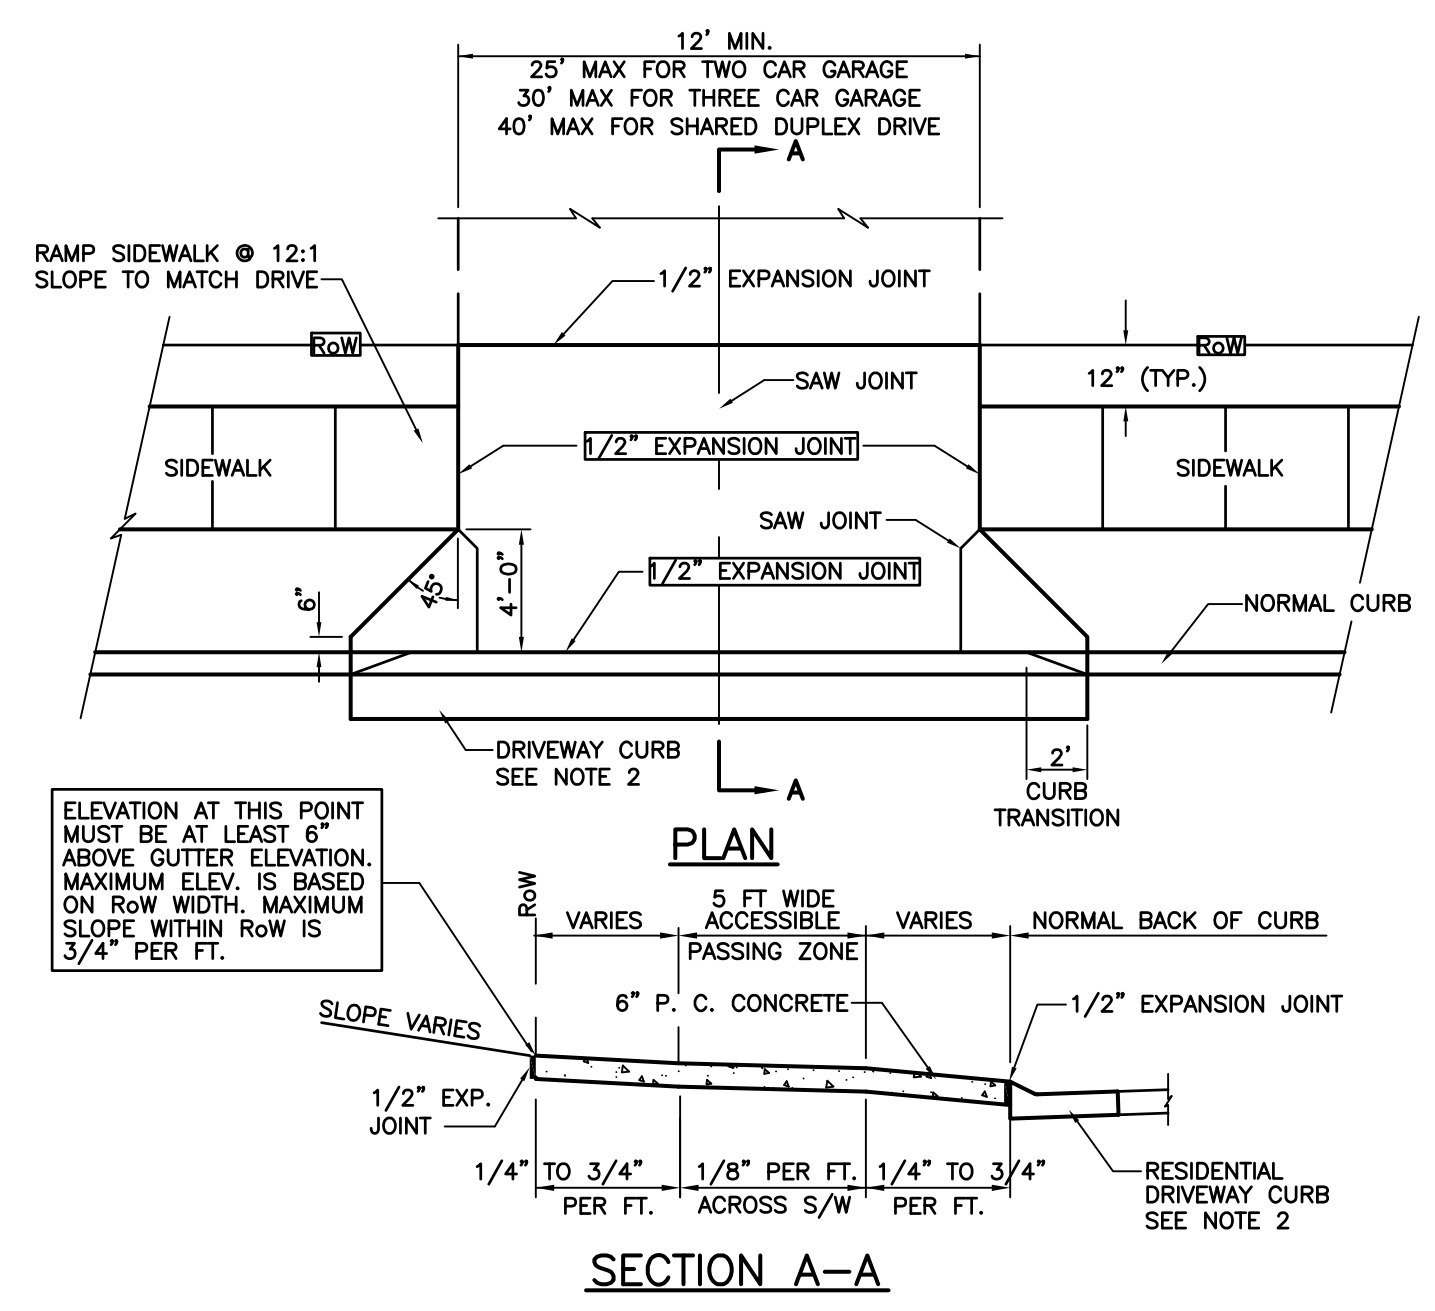 12' MIN.
25' MAX FOR TWO CAR GARAGE
30' MAX FOR THREE CAR GARAGE
40' MAX FOR SHARED DUPLEX DRIVE
A
RAMP SIDEWALK @ 12:1
SLOPE TO MATCH DRIVE
1/2" EXPANSION JOINT
RoW
RoW
12" (TYP.)
SAW JOINT
1/2" EXPANSION JOINT
SIDEWALK
SIDEWALK
SAW JOINT
1/2" EXPANSION JOINT
45°
4'-0"
6"
NORMAL CURB
DRIVEWAY CURB
SEE NOTE 2
A
2'
CURB
TRANSITION
PLAN
ELEVATION AT THIS POINT
MUST BE AT LEAST 6"
ABOVE GUTTER ELEVATION.
MAXIMUM ELEV. IS BASED
ON RoW WIDTH. MAXIMUM
SLOPE WITHIN RoW IS
3/4" PER FT.
RoW
VARIES
5 FT WIDE
ACCESSIBLE
PASSING ZONE
VARIES
NORMAL BACK OF CURB
6" P. C. CONCRETE
1/2" EXPANSION JOINT
SLOPE VARIES
1/2" EXP.
JOINT
1/4" TO 3/4"
PER FT.
1/8" PER FT.
ACROSS S/W
1/4" TO 3/4"
PER FT.
RESIDENTIAL
DRIVEWAY CURB
SEE NOTE 2
SECTION A-A